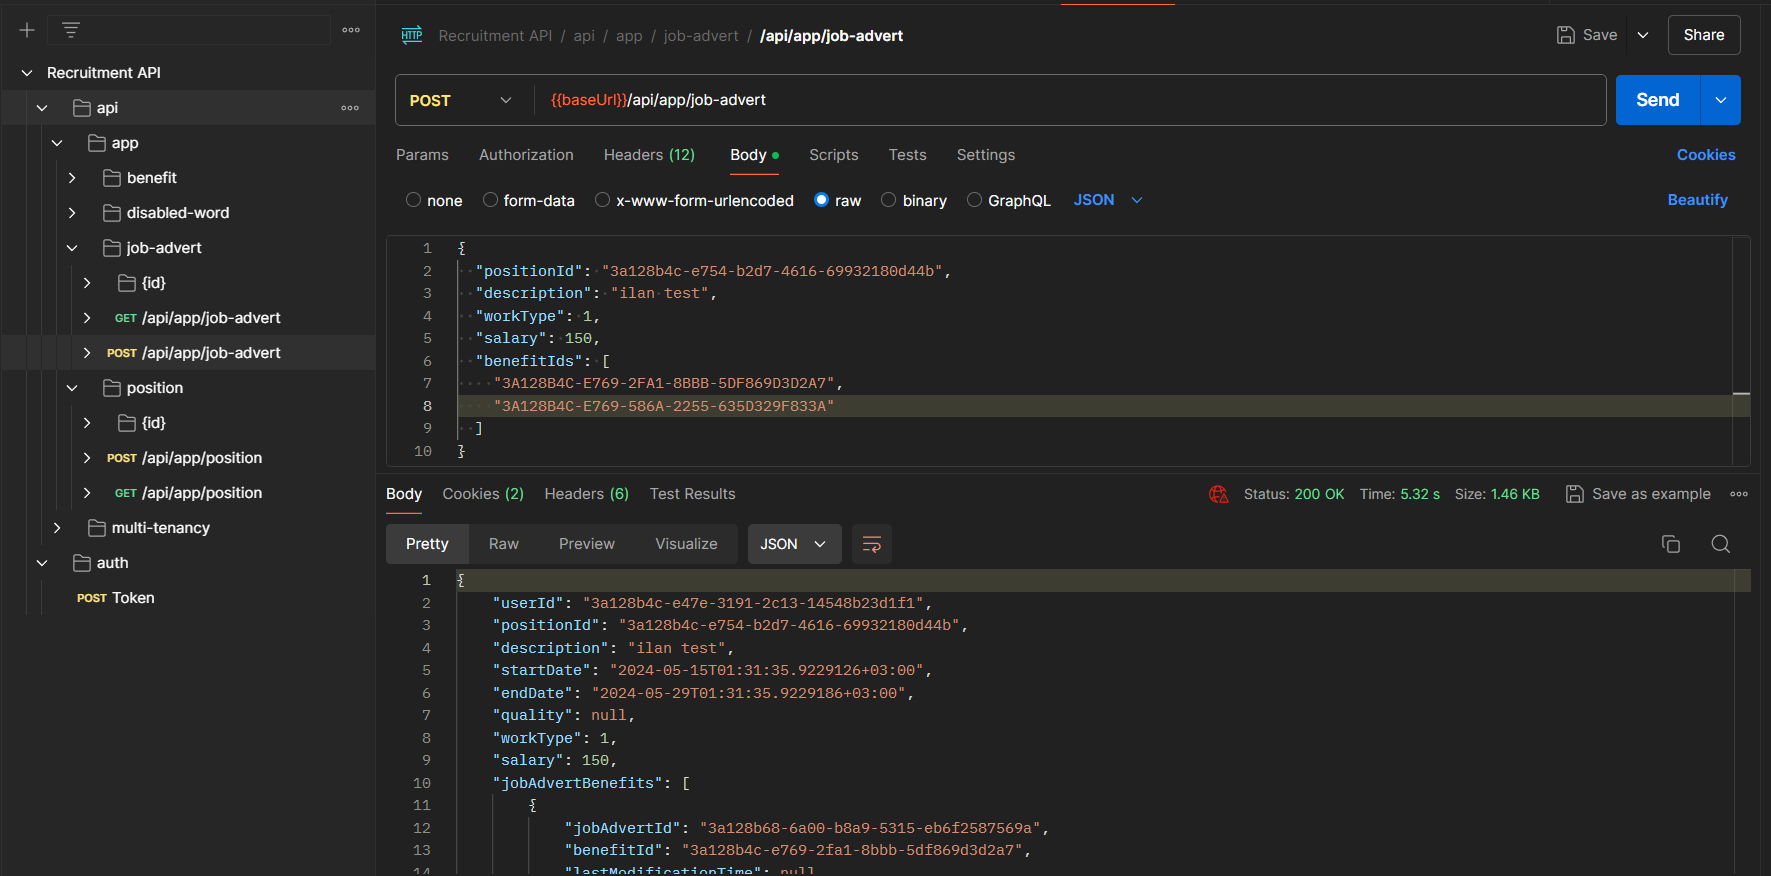 Recruitment API
api
app
benefit
disabled-word
job-advert
{id}
GET /api/app/job-advert
POST /api/app/job-advert
position
{id}
POST /api/app/position
GET /api/app/position
multi-tenancy
auth
POST Token
HTTP Recruitment API / api / app / job-advert / /api/app/job-advert
Save Share
POST {{baseUrl}}/api/app/job-advert Send
Params Authorization Headers (12) Body Scripts Tests Settings Cookies
none form-data x-www-form-urlencoded raw binary GraphQL JSON Beautify
1 {
2 "positionId": "3a128b4c-e754-b2d7-4616-69932180d44b",
3 "description": "ilan test",
4 "workType": 1,
5 "salary": 150,
6 "benefitIds": [
7 "3A128B4C-E769-2FA1-8BBB-5DF869D3D2A7",
8 "3A128B4C-E769-586A-2255-635D329F833A"
9 ]
10 }
Body Cookies (2) Headers (6) Test Results Status: 200 OK Time: 5.32 s Size: 1.46 KB Save as example
Pretty Raw Preview Visualize JSON
1 {
2 "userId": "3a128b4c-e47e-3191-2c13-14548b23d1f1",
3 "positionId": "3a128b4c-e754-b2d7-4616-69932180d44b",
4 "description": "ilan test",
5 "startDate": "2024-05-15T01:31:35.9229126+03:00",
6 "endDate": "2024-05-29T01:31:35.9229186+03:00",
7 "quality": null,
8 "workType": 1,
9 "salary": 150,
10 "jobAdvertBenefits": [
11 {
12 "jobAdvertId": "3a128b68-6a00-b8a9-5315-eb6f2587569a",
13 "benefitId": "3a128b4c-e769-2fa1-8bbb-5df869d3d2a7",
14 "lastModificationTime": null